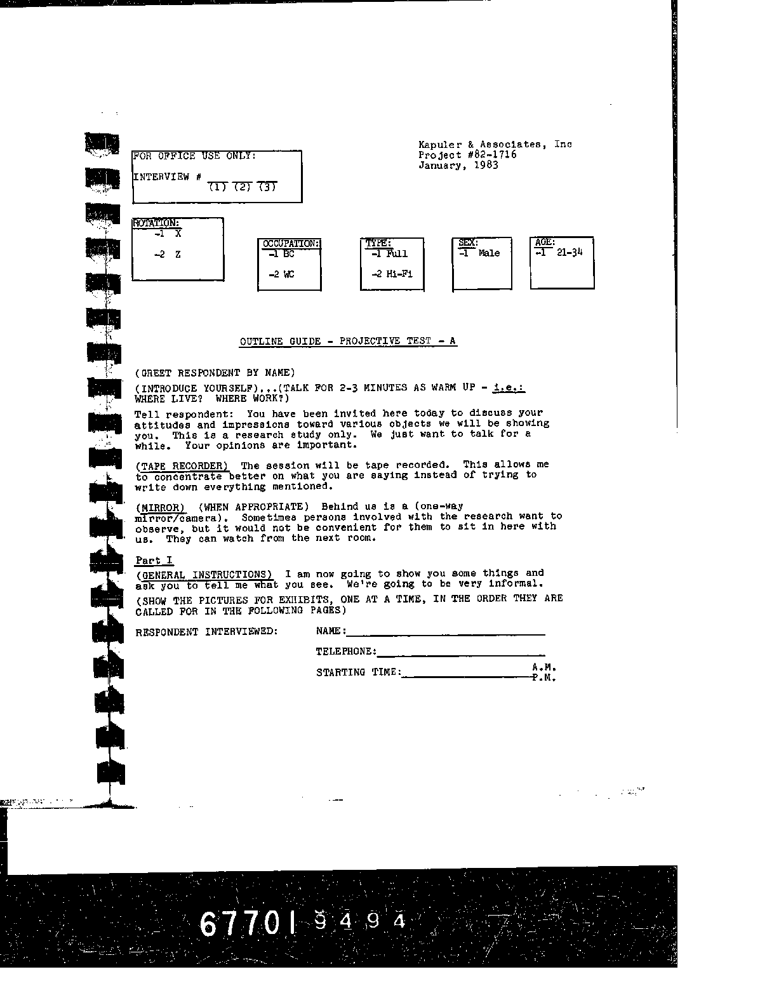 Kapuler & Associates, Inc
Project #82-1716
January, 1983
FOR OFFICE USE ONLY:
INTERVIEW #
(1) (2) (3)
ROTATION:
-1 X
-2 Z
OCCUPATION:
-1 BC
-2 WC
TYPE:
-1 Full
-2 Hi-Fi
SEX:
-1 Male
AGE:
-1 21-34
OUTLINE GUIDE - PROJECTIVE TEST - A
(GREET RESPONDENT BY NAME)
(INTRODUCE YOURSELF)...(TALK FOR 2-3 MINUTES AS WARM UP - i.e.:
WHERE LIVE? WHERE WORK?)
Tell respondent: You have been invited here today to discuss your
attitudes and impressions toward various objects we will be showing
you. This is a research study only. We just want to talk for a
while. Your opinions are important.
(TAPE RECORDER) The session will be tape recorded. This allows me
to concentrate better on what you are saying instead of trying to
write down everything mentioned.
(MIRROR) (WHEN APPROPRIATE) Behind us is a (one-way
mirror/camera). Sometimes persons involved with the research want to
observe, but it would not be convenient for them to sit in here with
us. They can watch from the next room.
Part I
(GENERAL INSTRUCTIONS) I am now going to show you some things and
ask you to tell me what you see. We're going to be very informal.
(SHOW THE PICTURES FOR EXHIBITS, ONE AT A TIME, IN THE ORDER THEY ARE
CALLED FOR IN THE FOLLOWING PAGES)
RESPONDENT INTERVIEWED: NAME:
TELEPHONE:
STARTING TIME: A.M.
P.M.
67701 9494